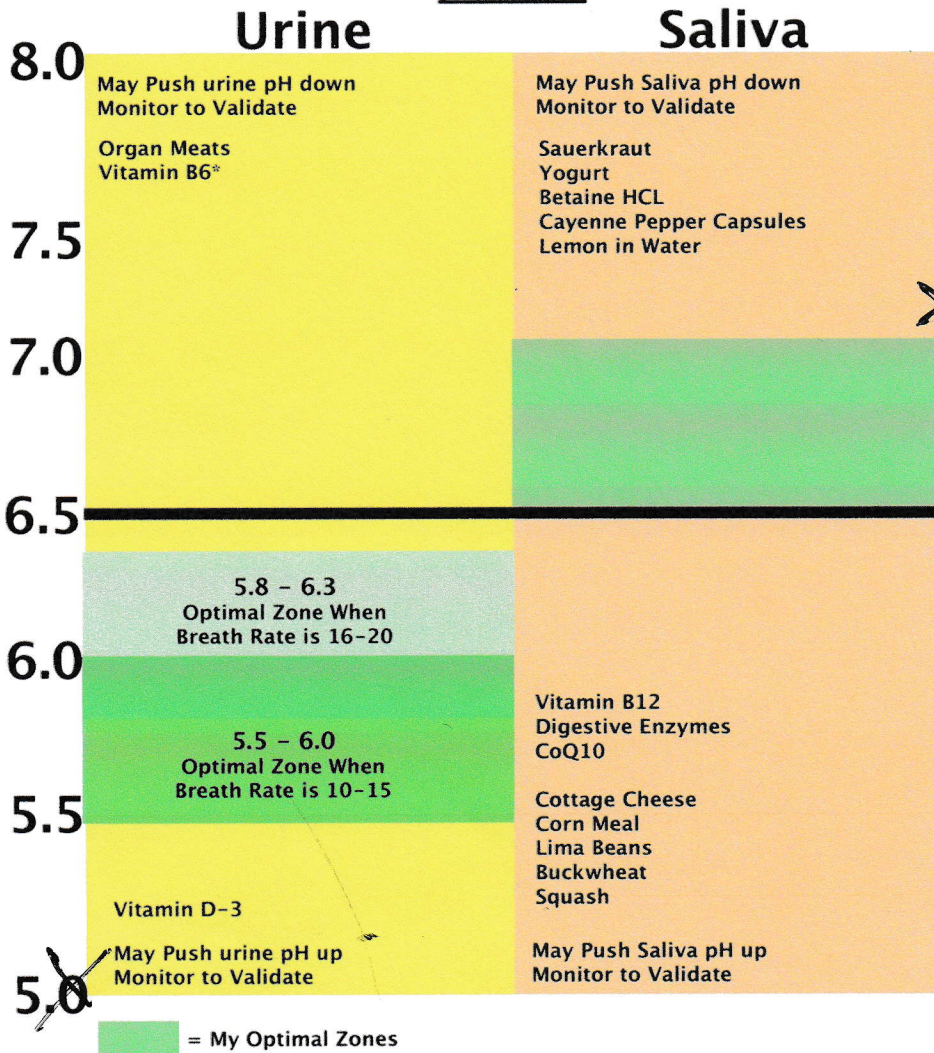 Urine
Saliva
8.0
May Push urine pH down
Monitor to Validate
Organ Meats
Vitamin B6*
May Push Saliva pH down
Monitor to Validate
Sauerkraut
Yogurt
Betaine HCL
Cayenne Pepper Capsules
Lemon in Water
7.5
7.0
6.5
5.8 – 6.3
Optimal Zone When
Breath Rate is 16–20
6.0
5.5 – 6.0
Optimal Zone When
Breath Rate is 10–15
5.5
Vitamin B12
Digestive Enzymes
CoQ10
Cottage Cheese
Corn Meal
Lima Beans
Buckwheat
Squash
Vitamin D–3
May Push urine pH up
Monitor to Validate
May Push Saliva pH up
Monitor to Validate
5.0
= My Optimal Zones